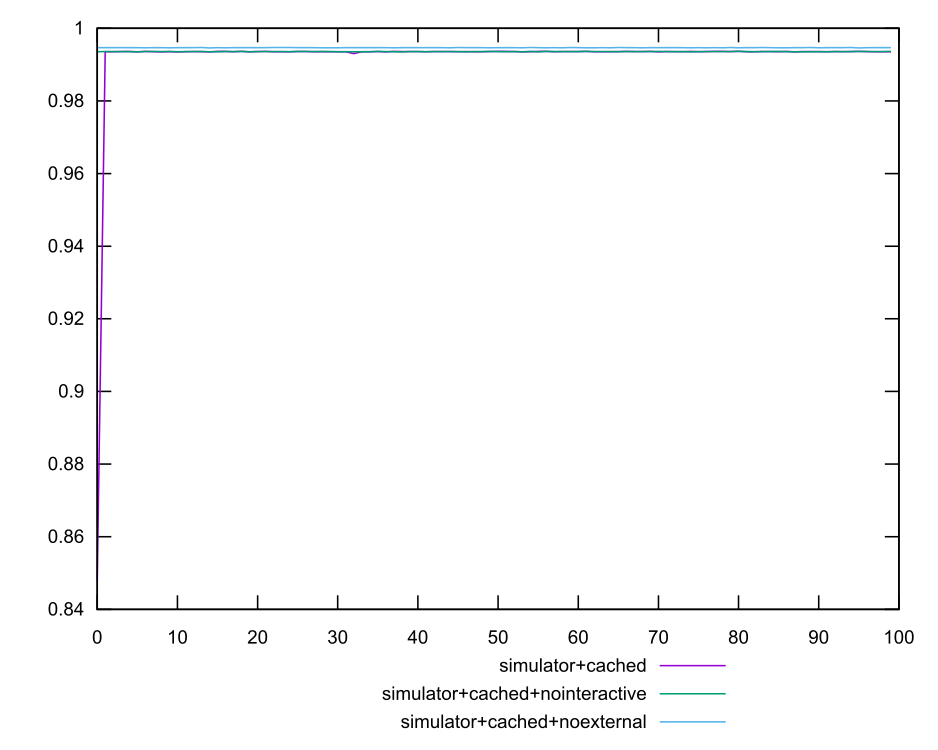 1
0.98
0.96
0.94
0.92
0.9
0.88
0.86
0.84
0 10 20 30 40 50 60 70 80 90 100
simulator+cached
simulator+cached+nointeractive
simulator+cached+noexternal